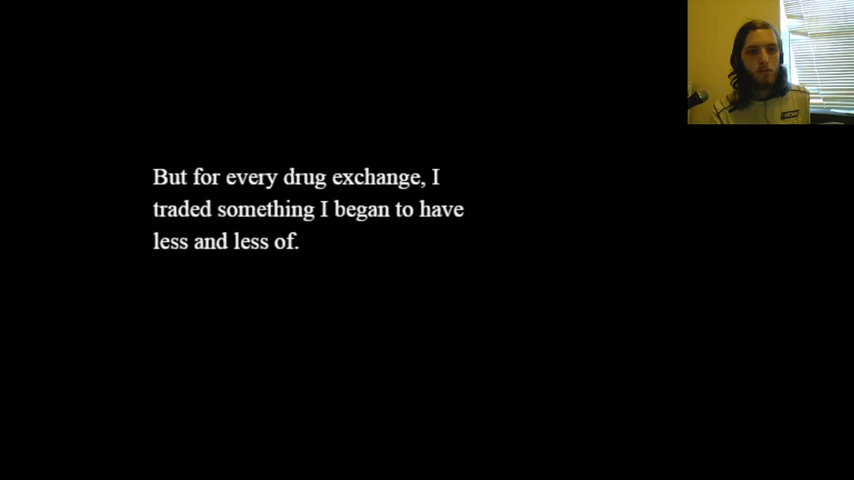 But for every drug exchange, I
traded something I began to have
less and less of.